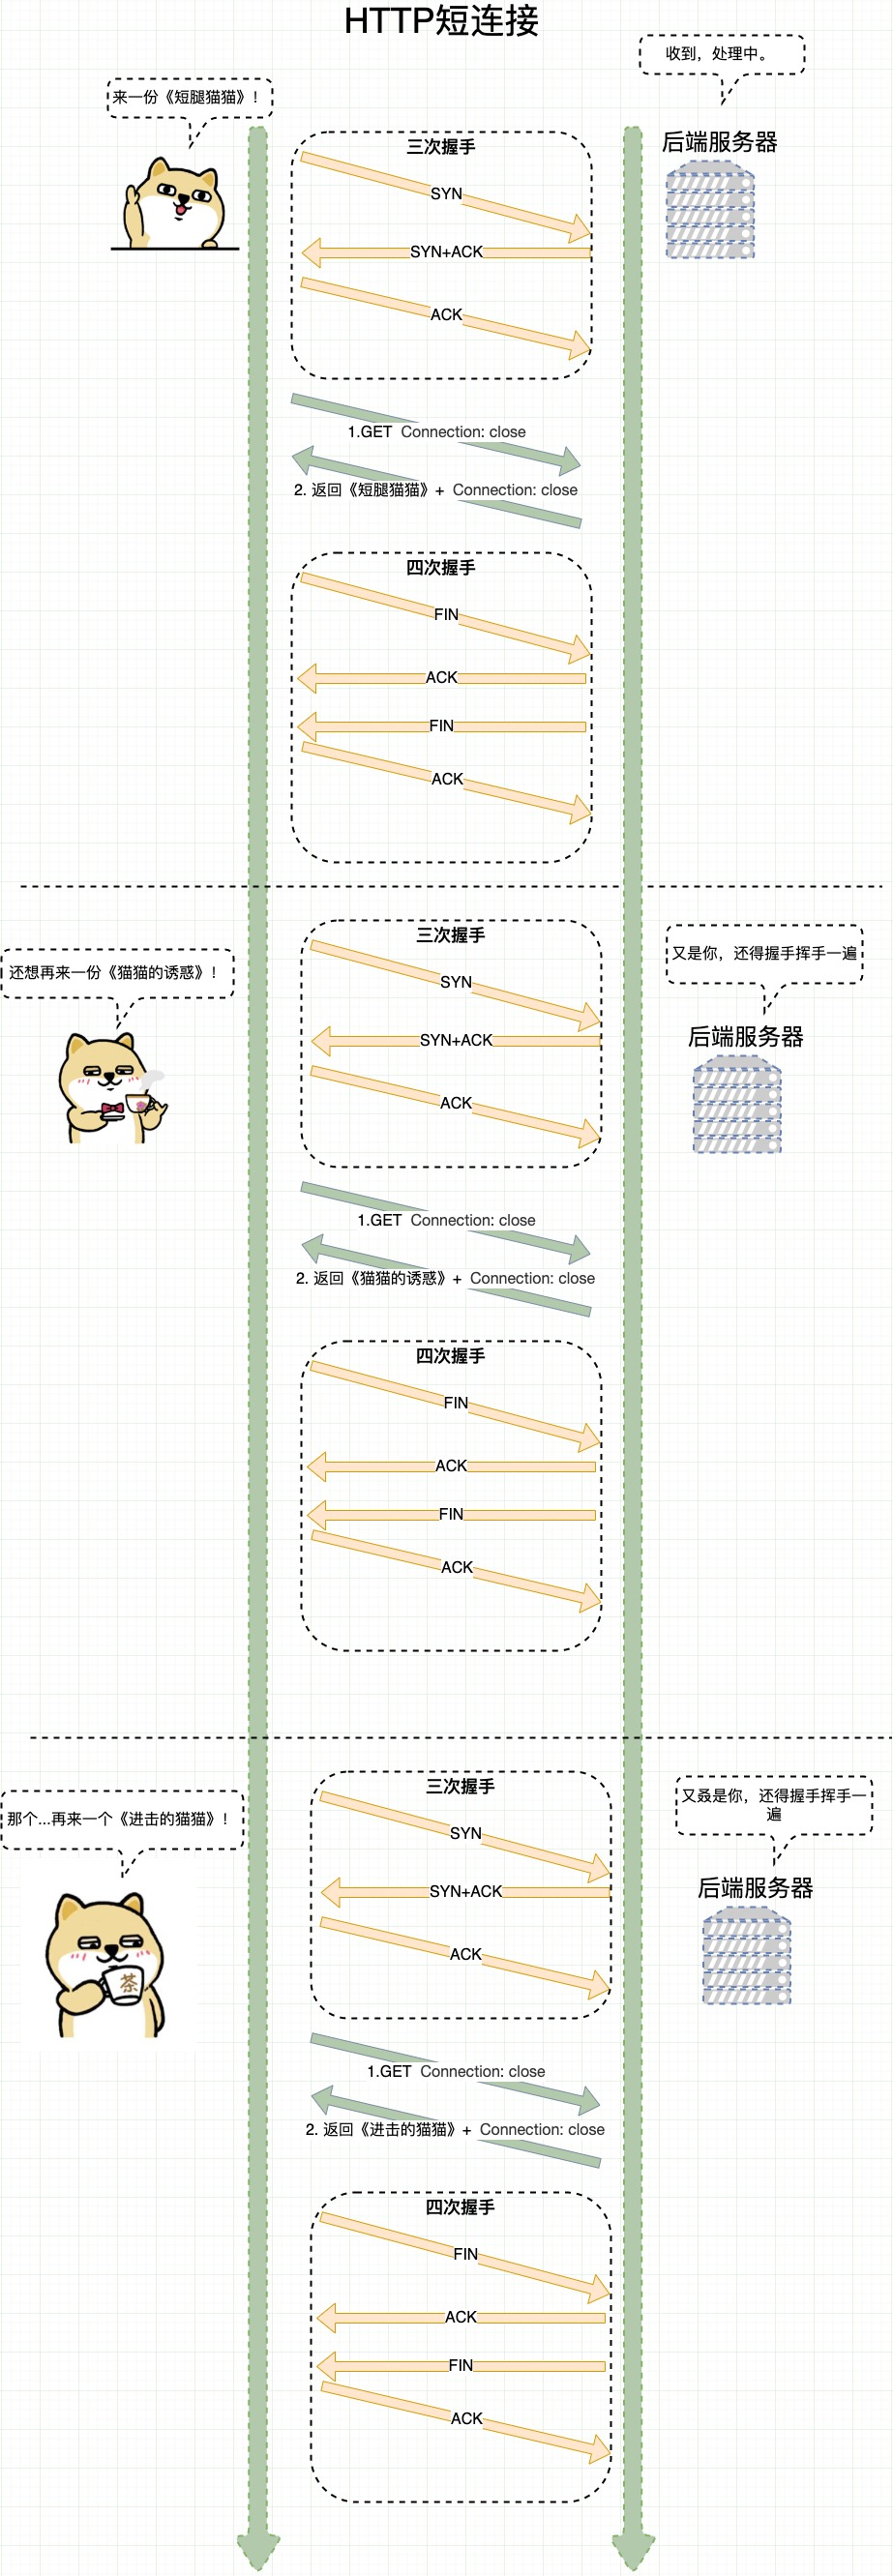 HTTP短连接
收到，处理中。
来一份《短腿猫猫》！
后端服务器
三次握手
SYN
SYN+ACK
ACK
1.GET Connection: close
2. 返回《短腿猫猫》+ Connection: close
四次握手
FIN
ACK
FIN
ACK
还想再来一份《猫猫的诱惑》！
三次握手
又是你，还得握手挥手一遍
后端服务器
SYN
SYN+ACK
ACK
1.GET Connection: close
2. 返回《猫猫的诱惑》+ Connection: close
四次握手
FIN
ACK
FIN
ACK
那个...再来一个《进击的猫猫》！
茶
三次握手
又叒是你，还得握手挥手一
遍
后端服务器
SYN
SYN+ACK
ACK
1.GET Connection: close
2. 返回《进击的猫猫》+ Connection: close
四次握手
FIN
ACK
FIN
ACK